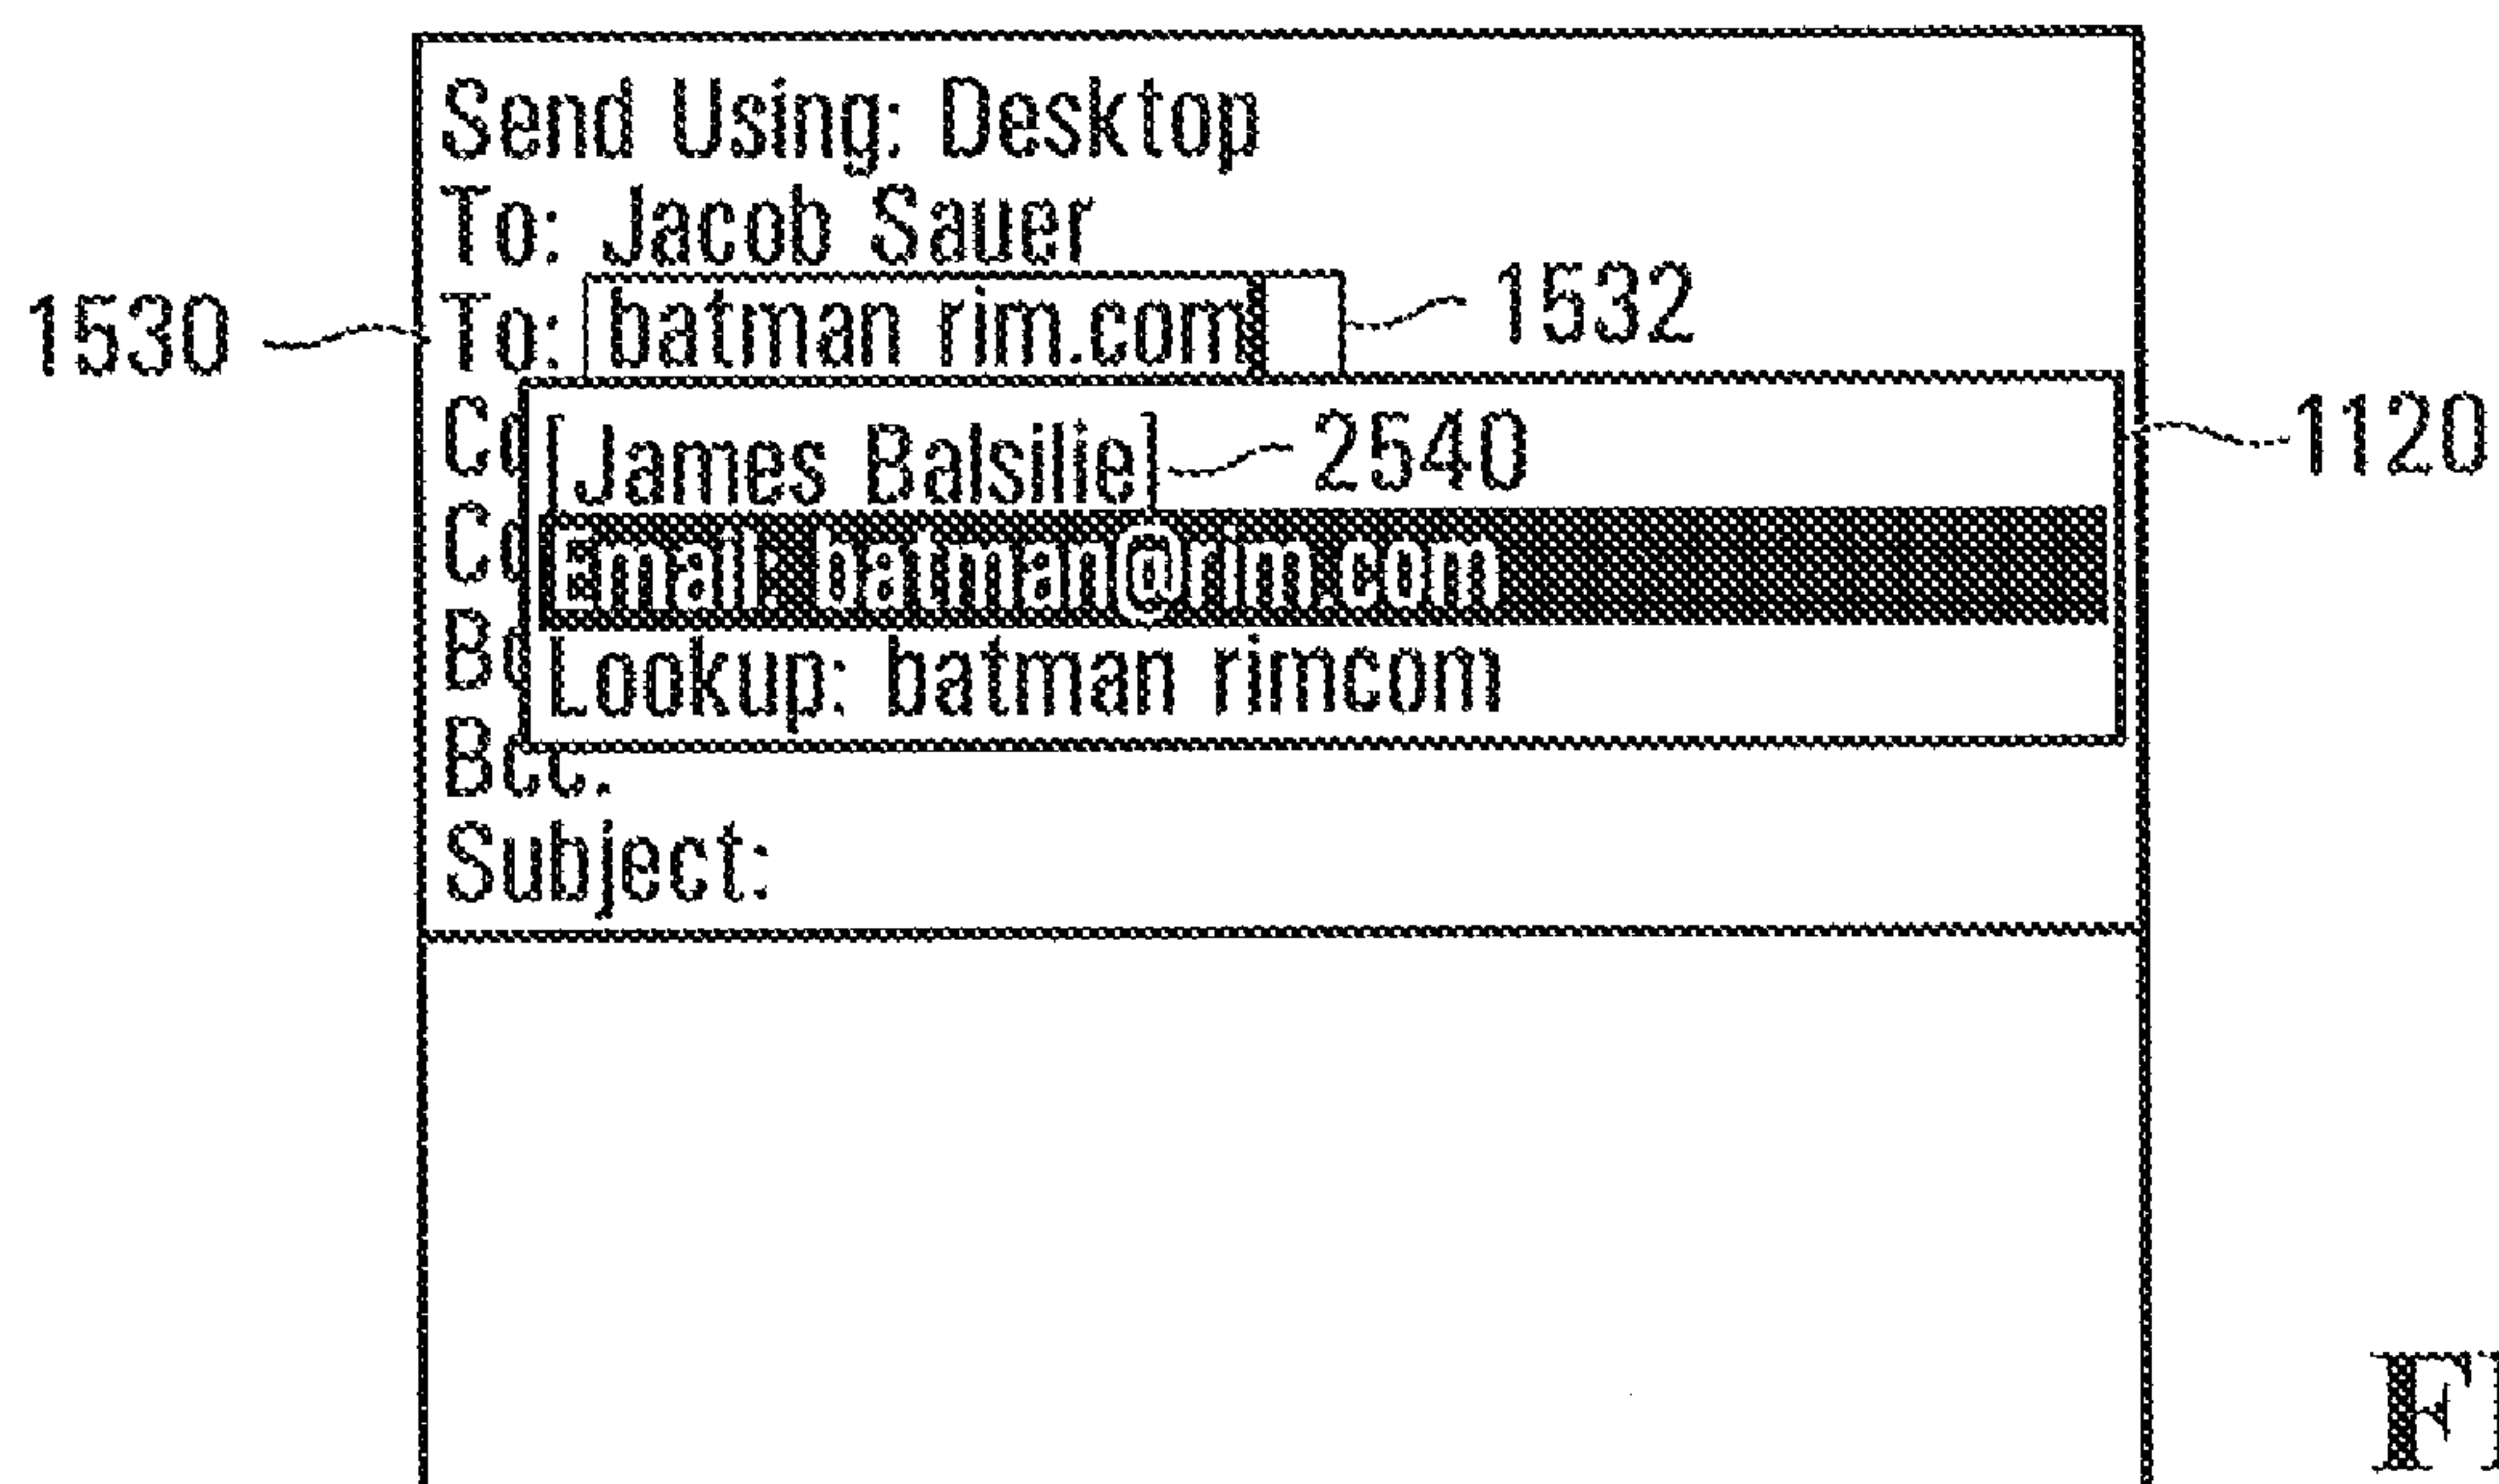 Send Using: Desktop
To: Jacob Sauer
1530
To: batman rim.com
1532
[James Balsilie]
2540
1120
Email: batman@rim.com
Lookup: batman rimcom
Bcc:
Subject: